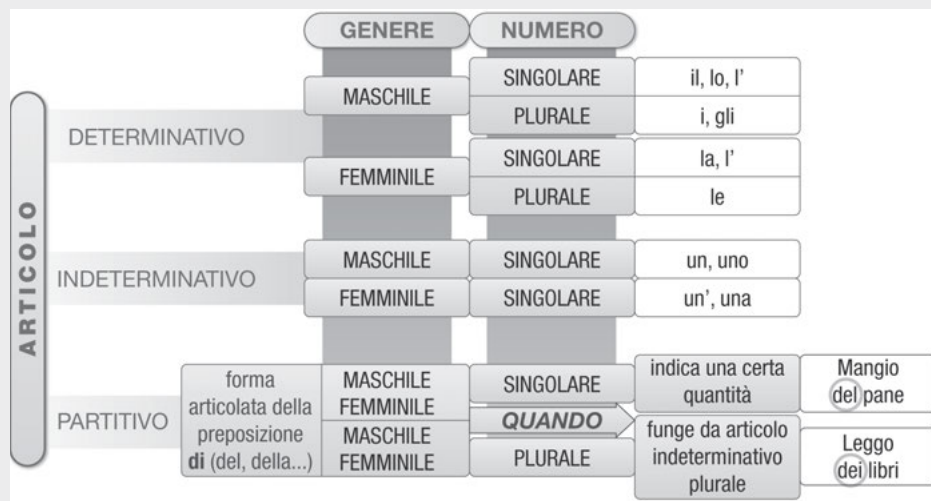 GENERE
NUMERO
ARTICOLO
DETERMINATIVO
MASCHILE
SINGOLARE
il, lo, l’
PLURALE
i, gli
FEMMINILE
SINGOLARE
la, l’
PLURALE
le
INDETERMINATIVO
MASCHILE
SINGOLARE
un, uno
FEMMINILE
SINGOLARE
un’, una
PARTITIVO
forma
articolata della
preposizione
di (del, della...)
MASCHILE
FEMMINILE
SINGOLARE
QUANDO
indica una certa
quantità
Mangio
del pane
MASCHILE
FEMMINILE
PLURALE
funge da articolo
indeterminativo
plurale
Leggo
dei libri